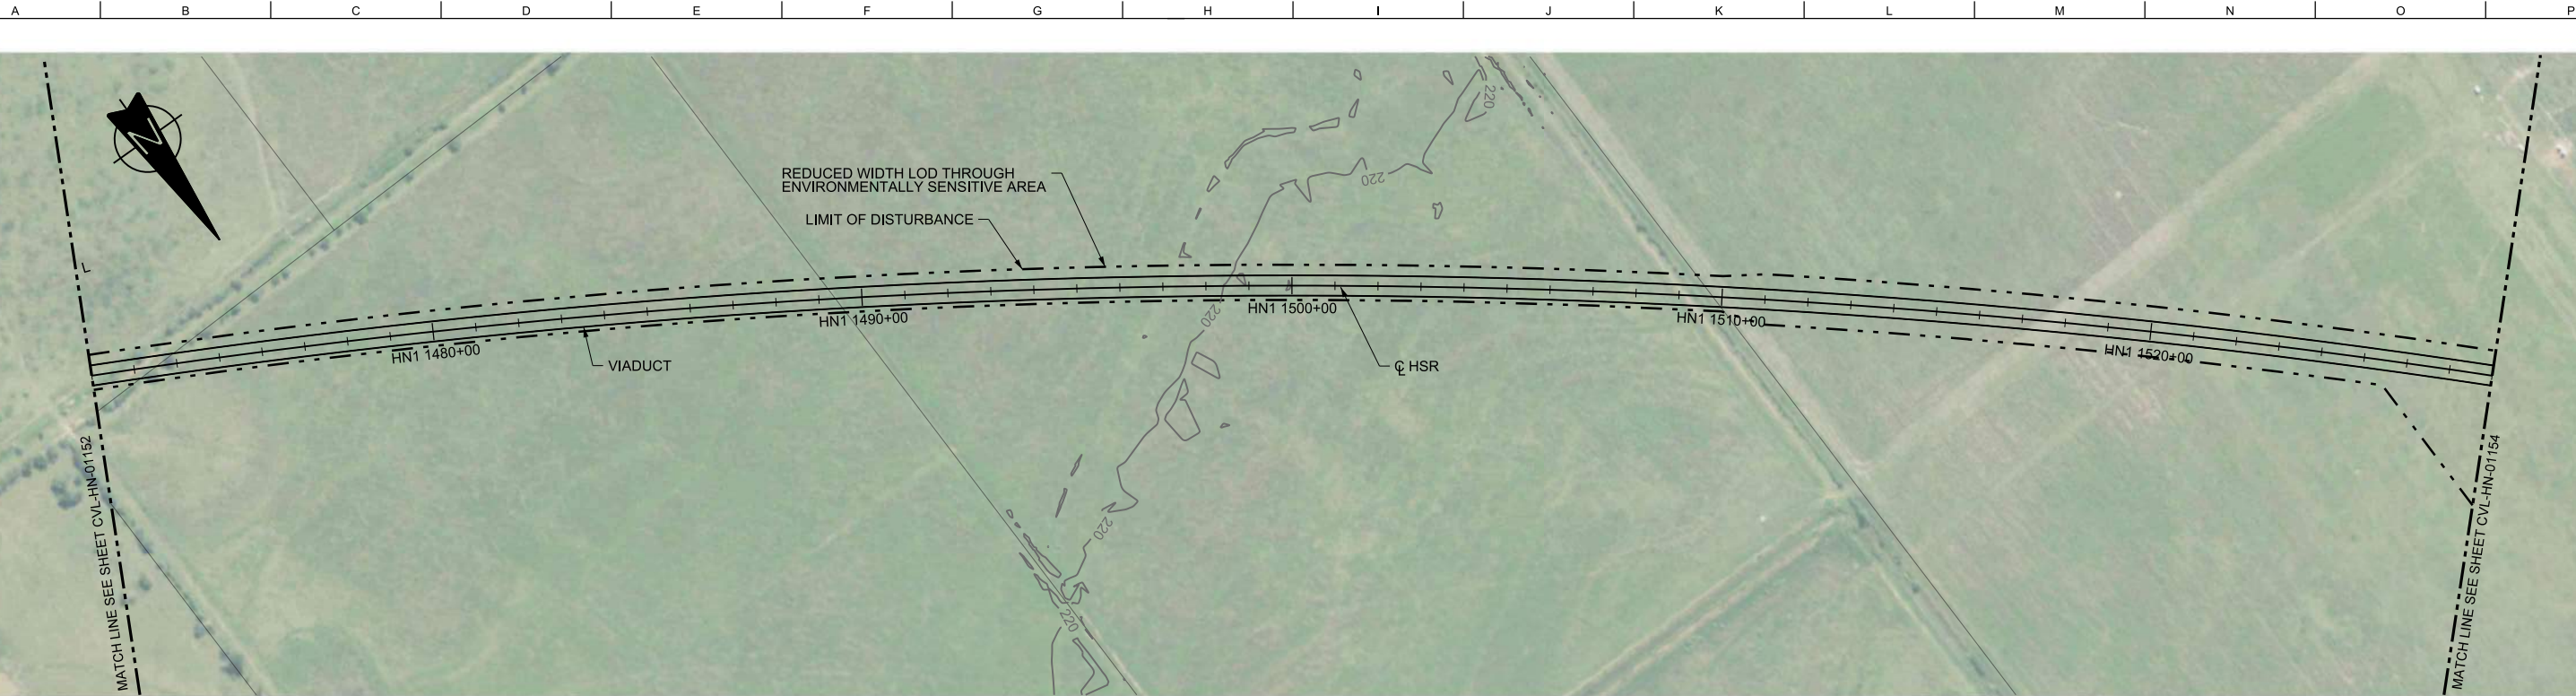 A B C D E F G H I J K L M N O P
N
220
REDUCED WIDTH LOD THROUGH
ENVIRONMENTALLY SENSITIVE AREA
220
LIMIT OF DISTURBANCE
L
220
HN1 1480+00
HN1 1490+00
HN1 1500+00
HN1 1510+00
HN1 1520+00
VIADUCT
℄ HSR
220
220
MATCH LINE SEE SHEET CVL-HN-01152
MATCH LINE SEE SHEET CVL-HN-01154